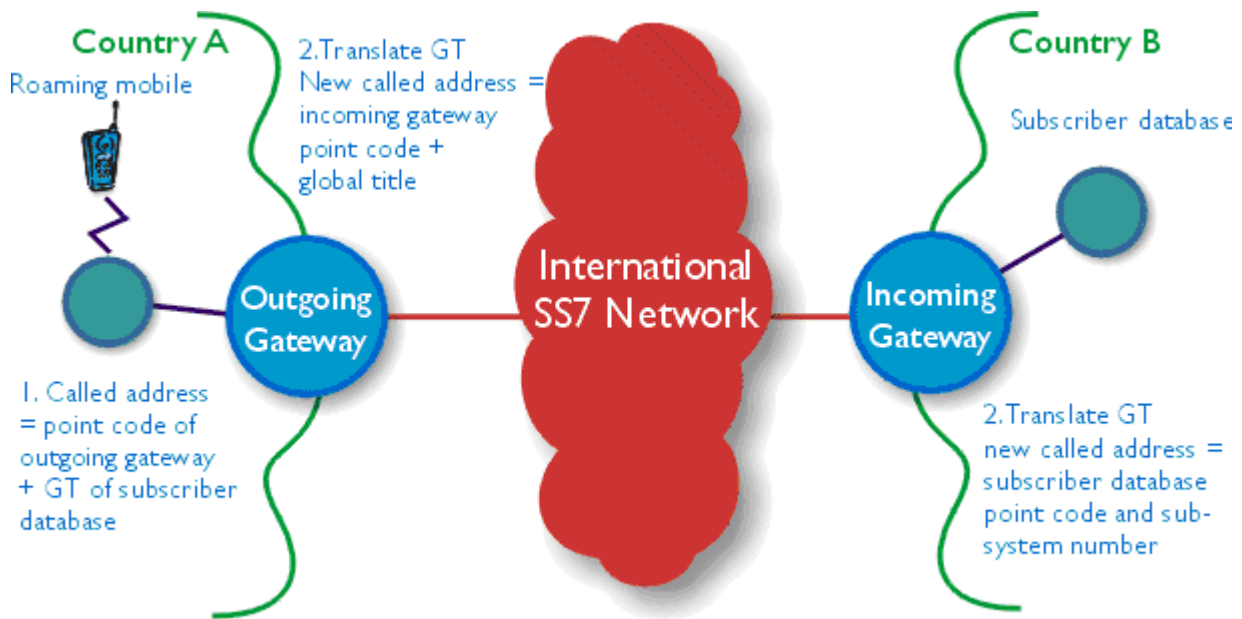 Country A
Roaming mobile
2.Translate GT
New called address =
incoming gateway
point code +
global title
Outgoing
Gateway
1. Called address
= point code of
outgoing gateway
+ GT of subscriber
database
International
SS7 Network
Country B
Subscriber database
Incoming
Gateway
2.Translate GT
new called address =
subscriber database
point code and sub-
system number